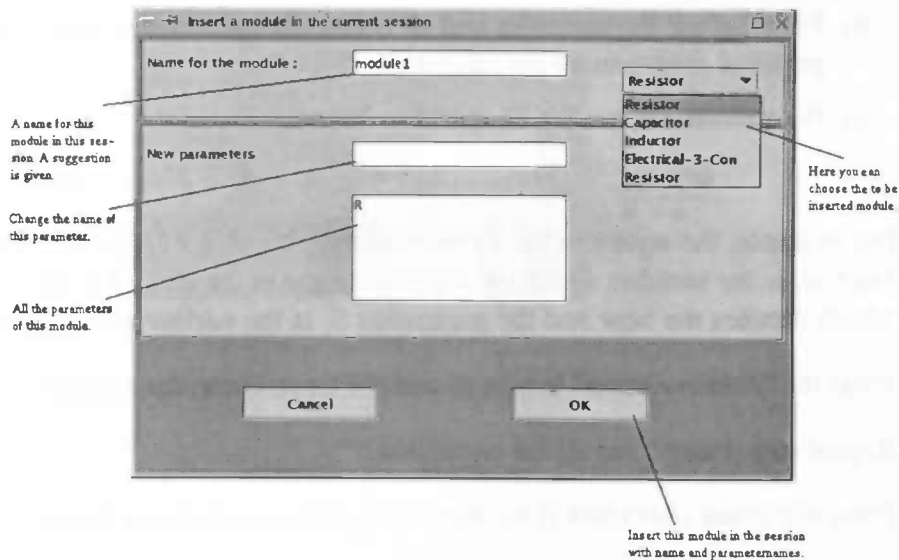 Insert a module in the current session
Name for the module :
module1
Resistor
Resistor
Capacitor
Inductor
Electrical-3-Con
Resistor
A name for this
module in this ses-
sion. A suggestion
is given.
New parameters
Here you can
choose the to be
inserted module
Change the name of
this parameter.
R
All the parameters
of this module.
Cancel
OK
Insert this module in the session
with name and parameternames.